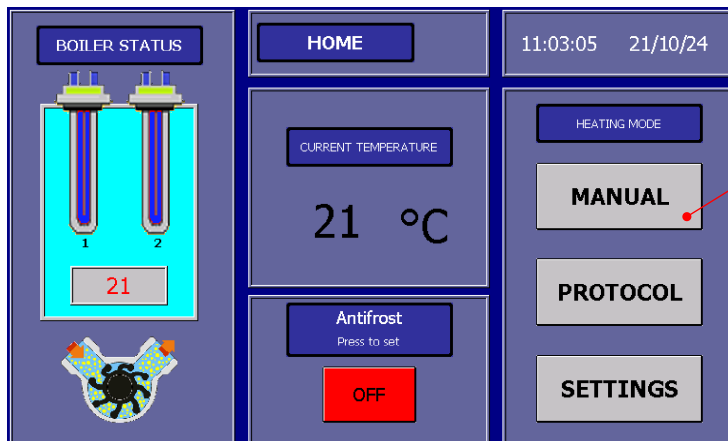 BOILER STATUS
1 2
21
HOME
CURRENT TEMPERATURE
21 °C
Antifrost
Press to set
OFF
11:03:05 21/10/24
HEATING MODE
MANUAL
PROTOCOL
SETTINGS